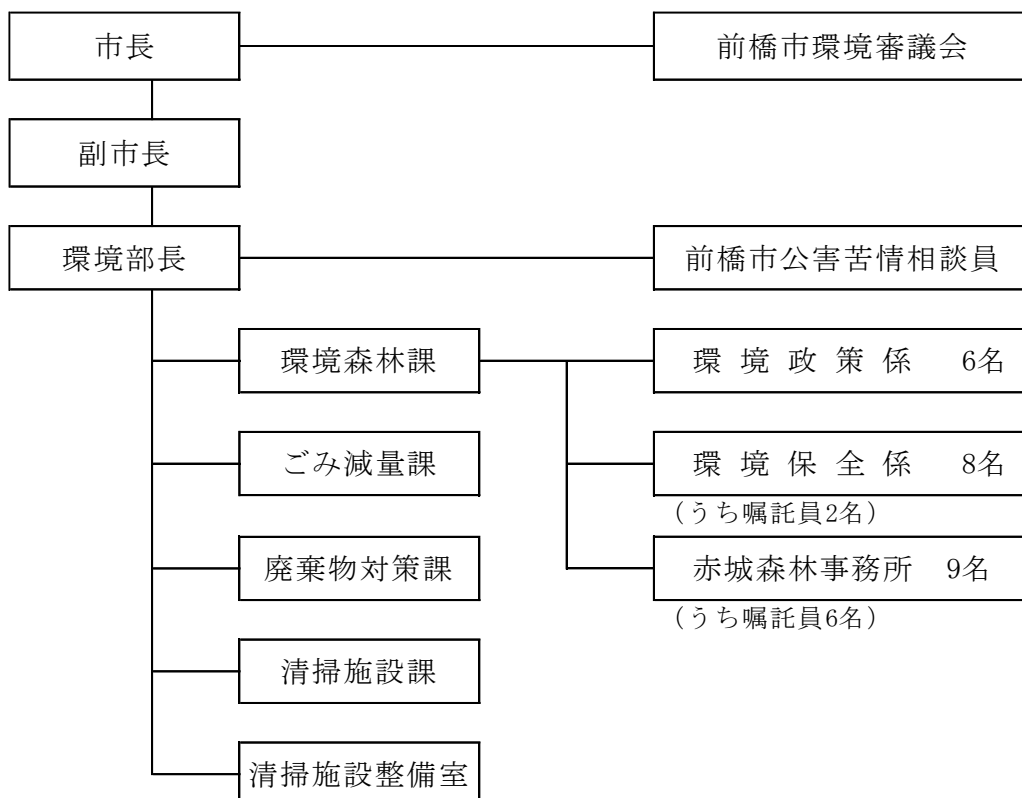 市長
前橋市環境審議会
副市長
環境部長
前橋市公害苦情相談員
環境森林課
環境政策係 6名
ごみ減量課
環境保全係 8名
(うち嘱託員2名)
廃棄物対策課
赤城森林事務所 9名
(うち嘱託員6名)
清掃施設課
清掃施設整備室